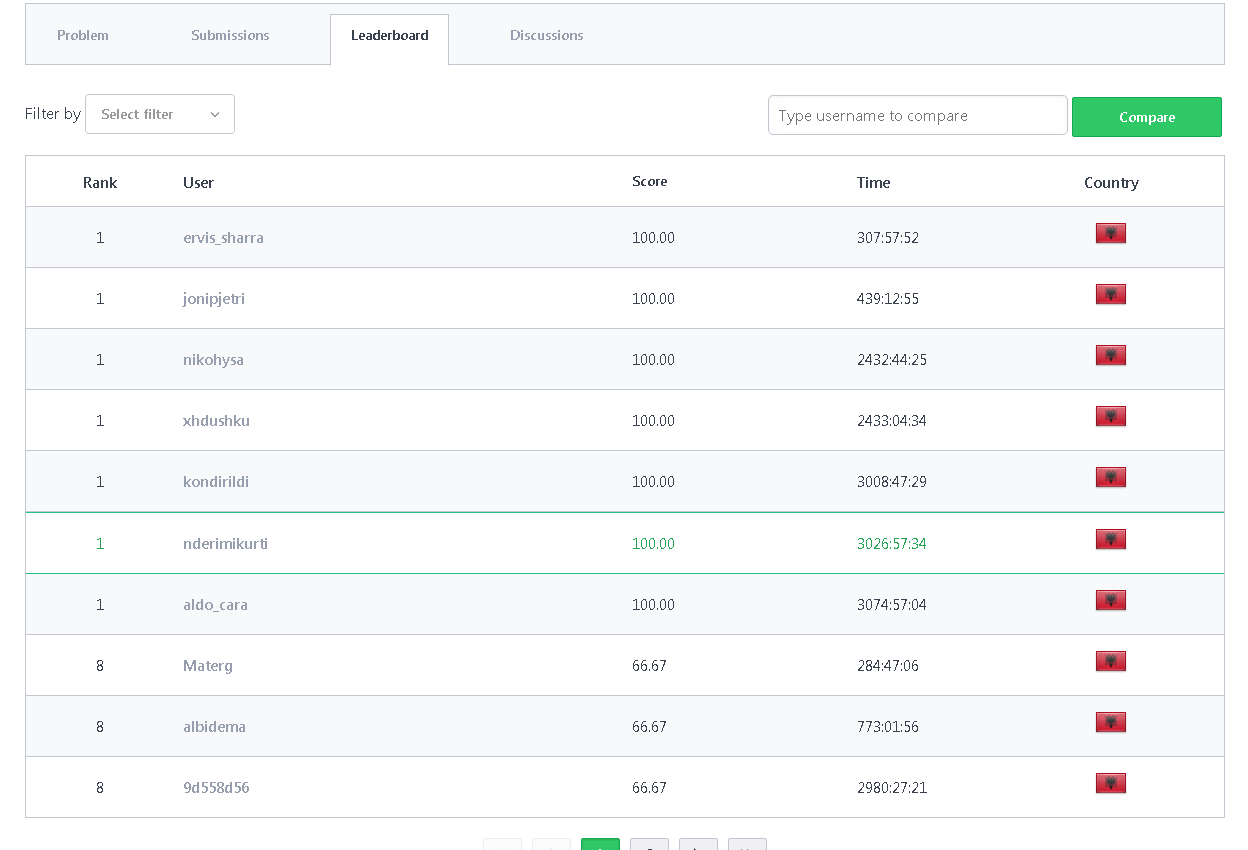 Problem Submissions Leaderboard Discussions
Filter by Select filter Type username to compare Compare
Rank User Score Time Country
1 ervis_sharra 100.00 307:57:52
1 jonipjetri 100.00 439:12:55
1 nikohysa 100.00 2432:44:25
1 xhdushku 100.00 2433:04:34
1 kondirildi 100.00 3008:47:29
1 nderimikurti 100.00 3026:57:34
1 aldo_cara 100.00 3074:57:04
8 Materg 66.67 284:47:06
8 albidema 66.67 773:01:56
8 9d558d56 66.67 2980:27:21